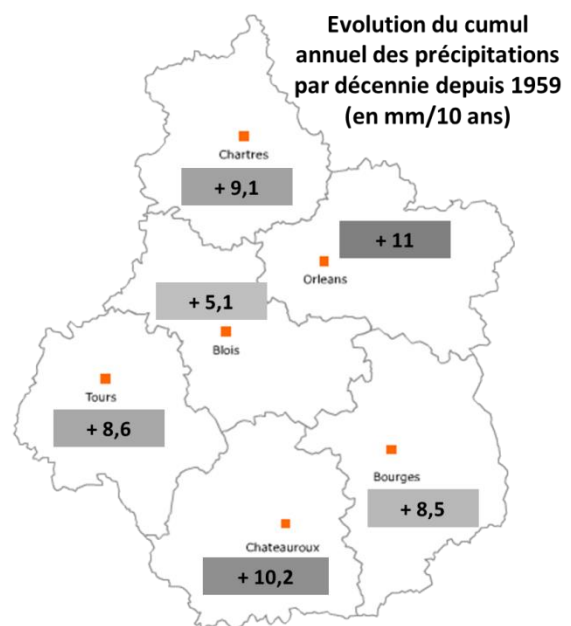 Evolution du cumul
annuel des précipitations
par décennie depuis 1959
(en mm/10 ans)
Chartres
+ 9,1
+ 11
Orleans
+ 5,1
Blois
Tours
+ 8,6
Bourges
+ 8,5
Chateauroux
+ 10,2